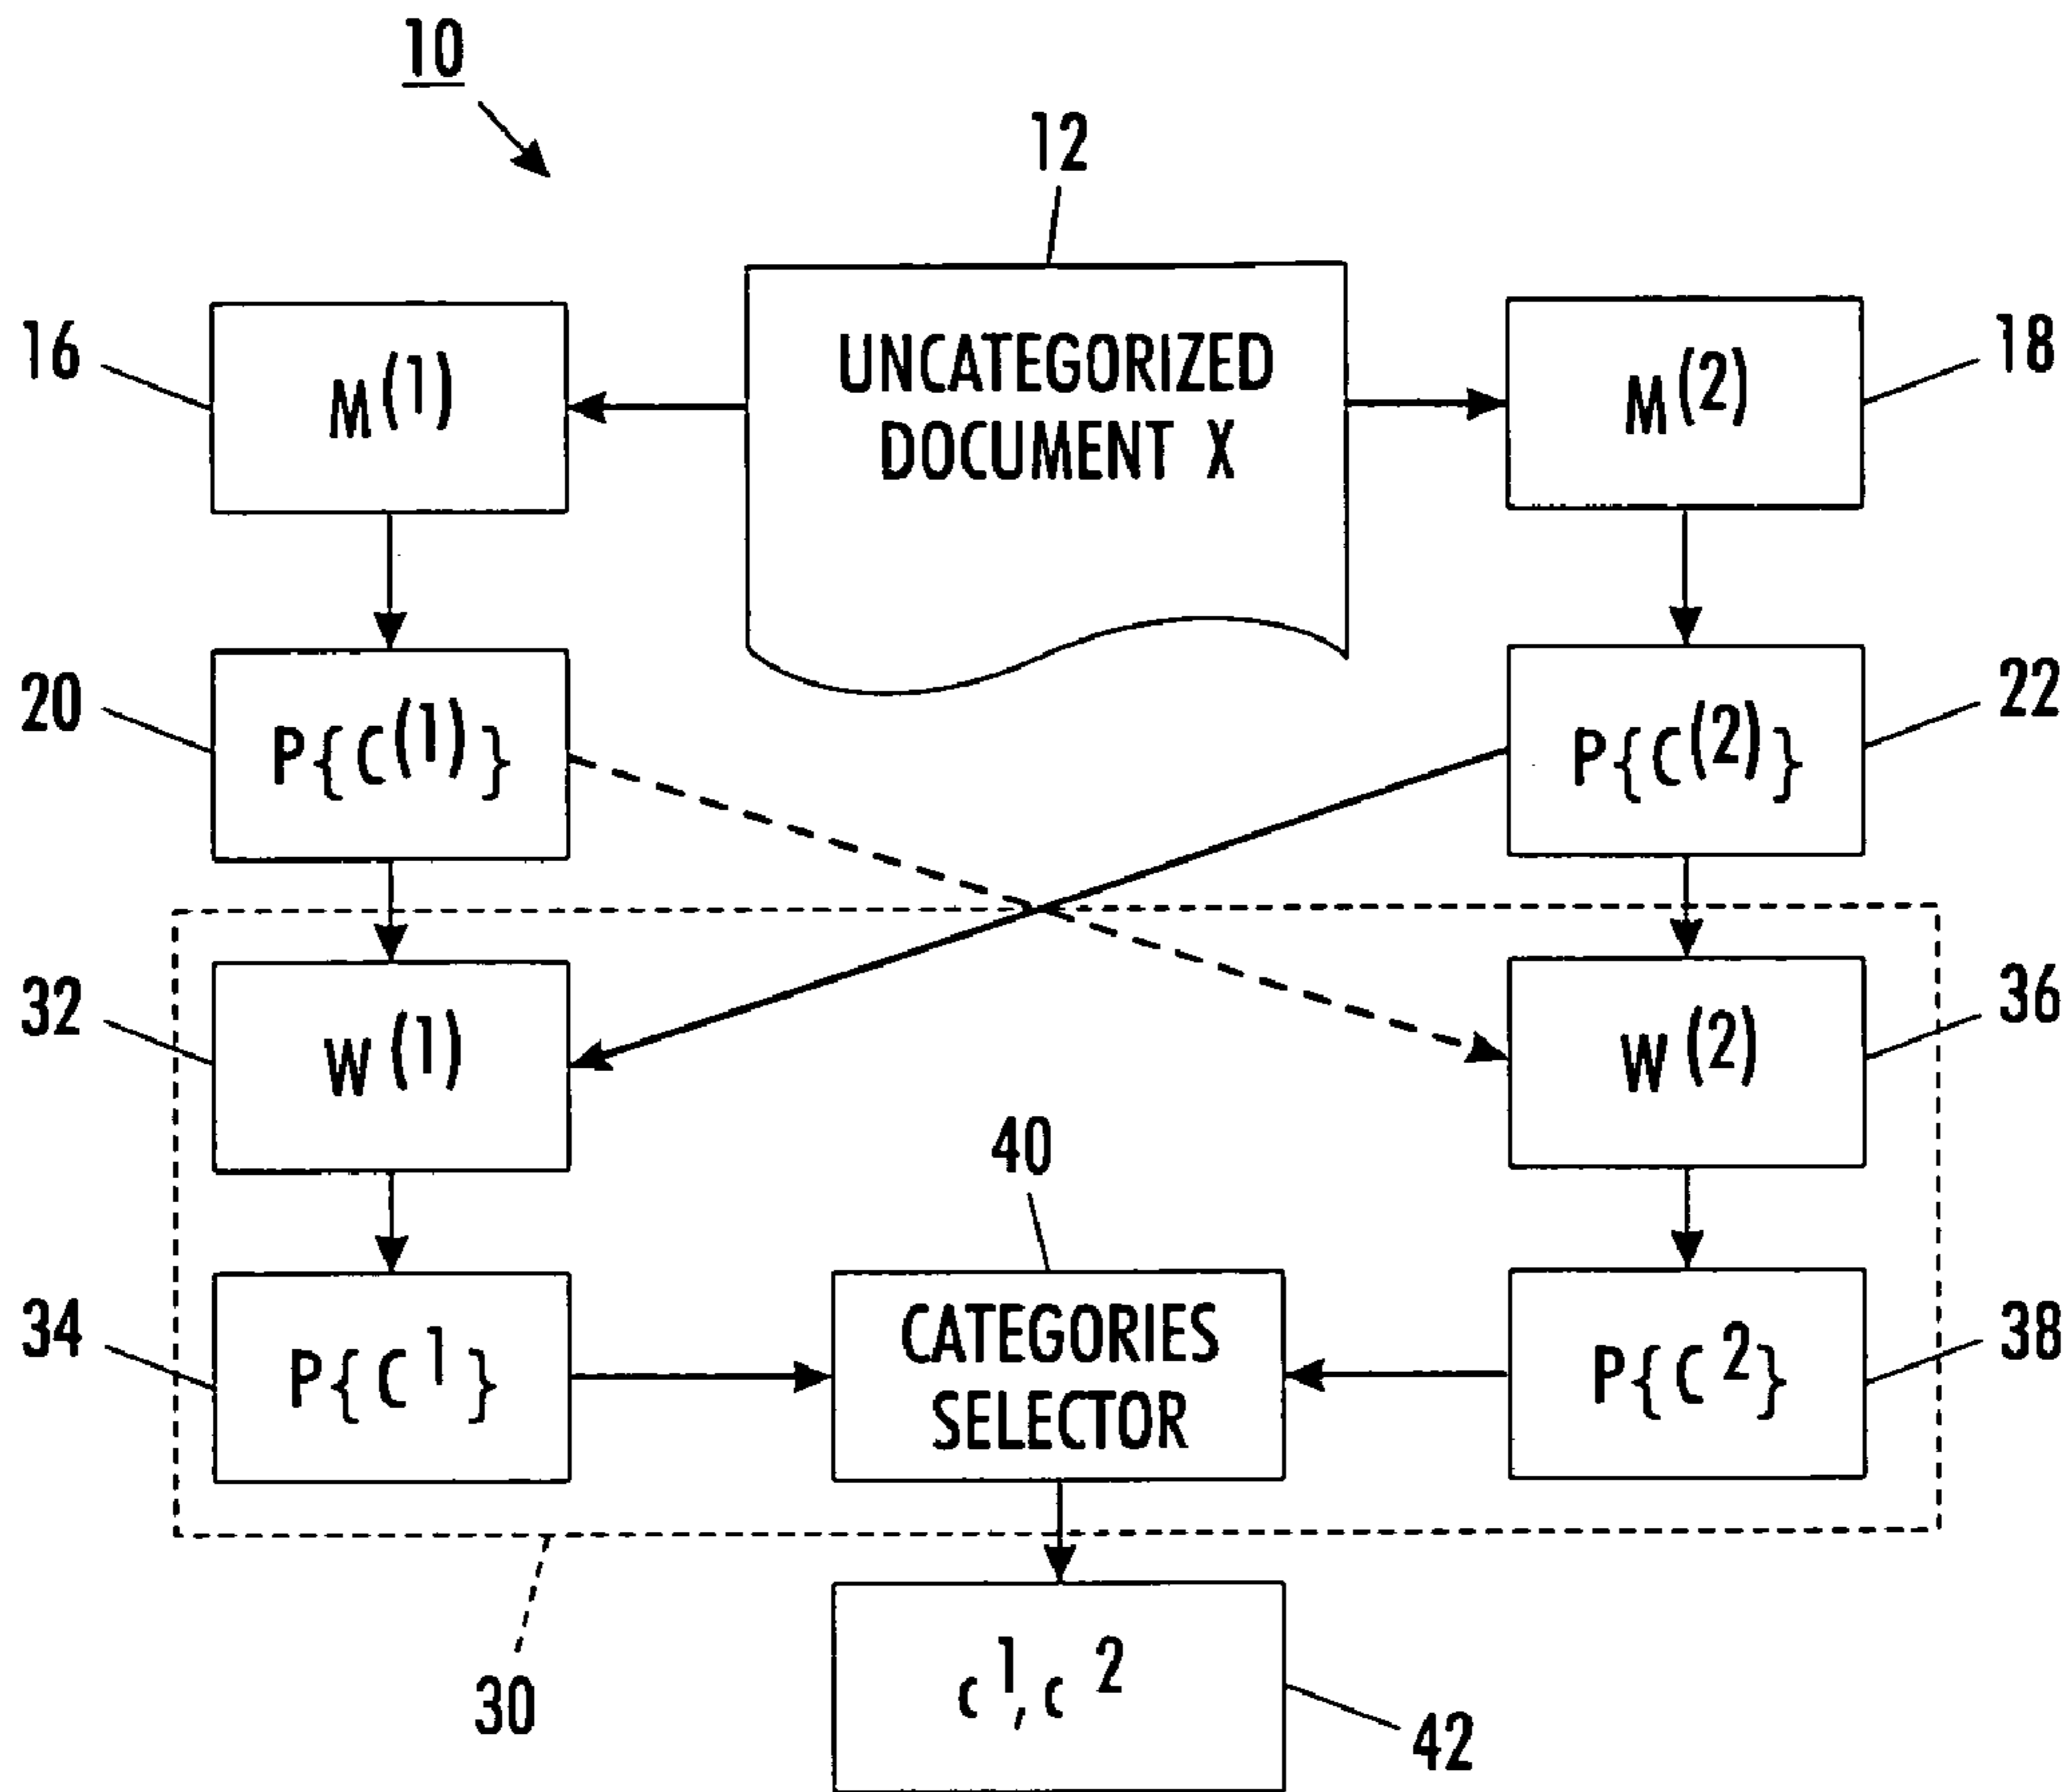 10
12
16
M(1)
UNCATEGORIZED
DOCUMENT X
M(2)
18
20
P{C(1)}
P{C(2)}
22
32
W(1)
W(2)
36
40
34
P{C1}
CATEGORIES
SELECTOR
P{C2}
38
c1,c2
30
42